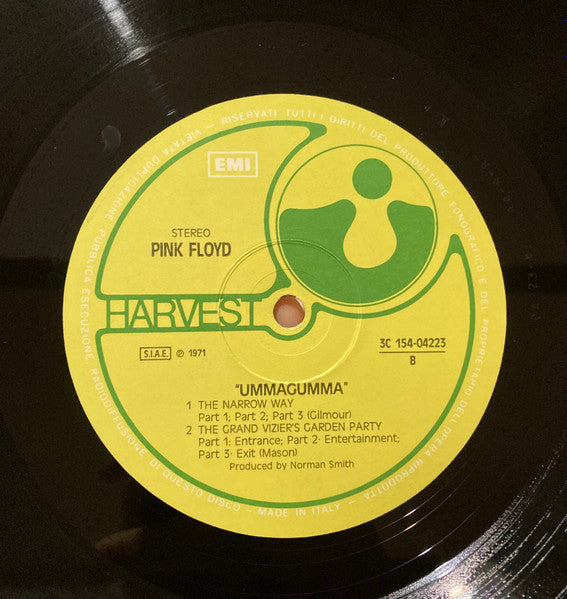 VIETATA DUPLICAZIONE - RISERVATI TUTTI I DIRITTI DEL PRODUTTORE FONOGRAFICO E DEL PROPRIETARIO DELL'OPERA RIPRODOTTA
PUBBLICA ESECUZIONE RADIODIFFUSIONE DI QUESTO DISCO - MADE IN ITALY -
EMI
STEREO
PINK FLOYD
HARVEST
S.I.A.E. ℗ 1971
3C 154-04223
B
"UMMAGUMMA"
1 THE NARROW WAY
Part 1; Part 2; Part 3 (Gilmour)
2 THE GRAND VIZIER'S GARDEN PARTY
Part 1: Entrance; Part 2· Entertainment;
Part 3· Exit (Mason)
Produced by Norman Smith